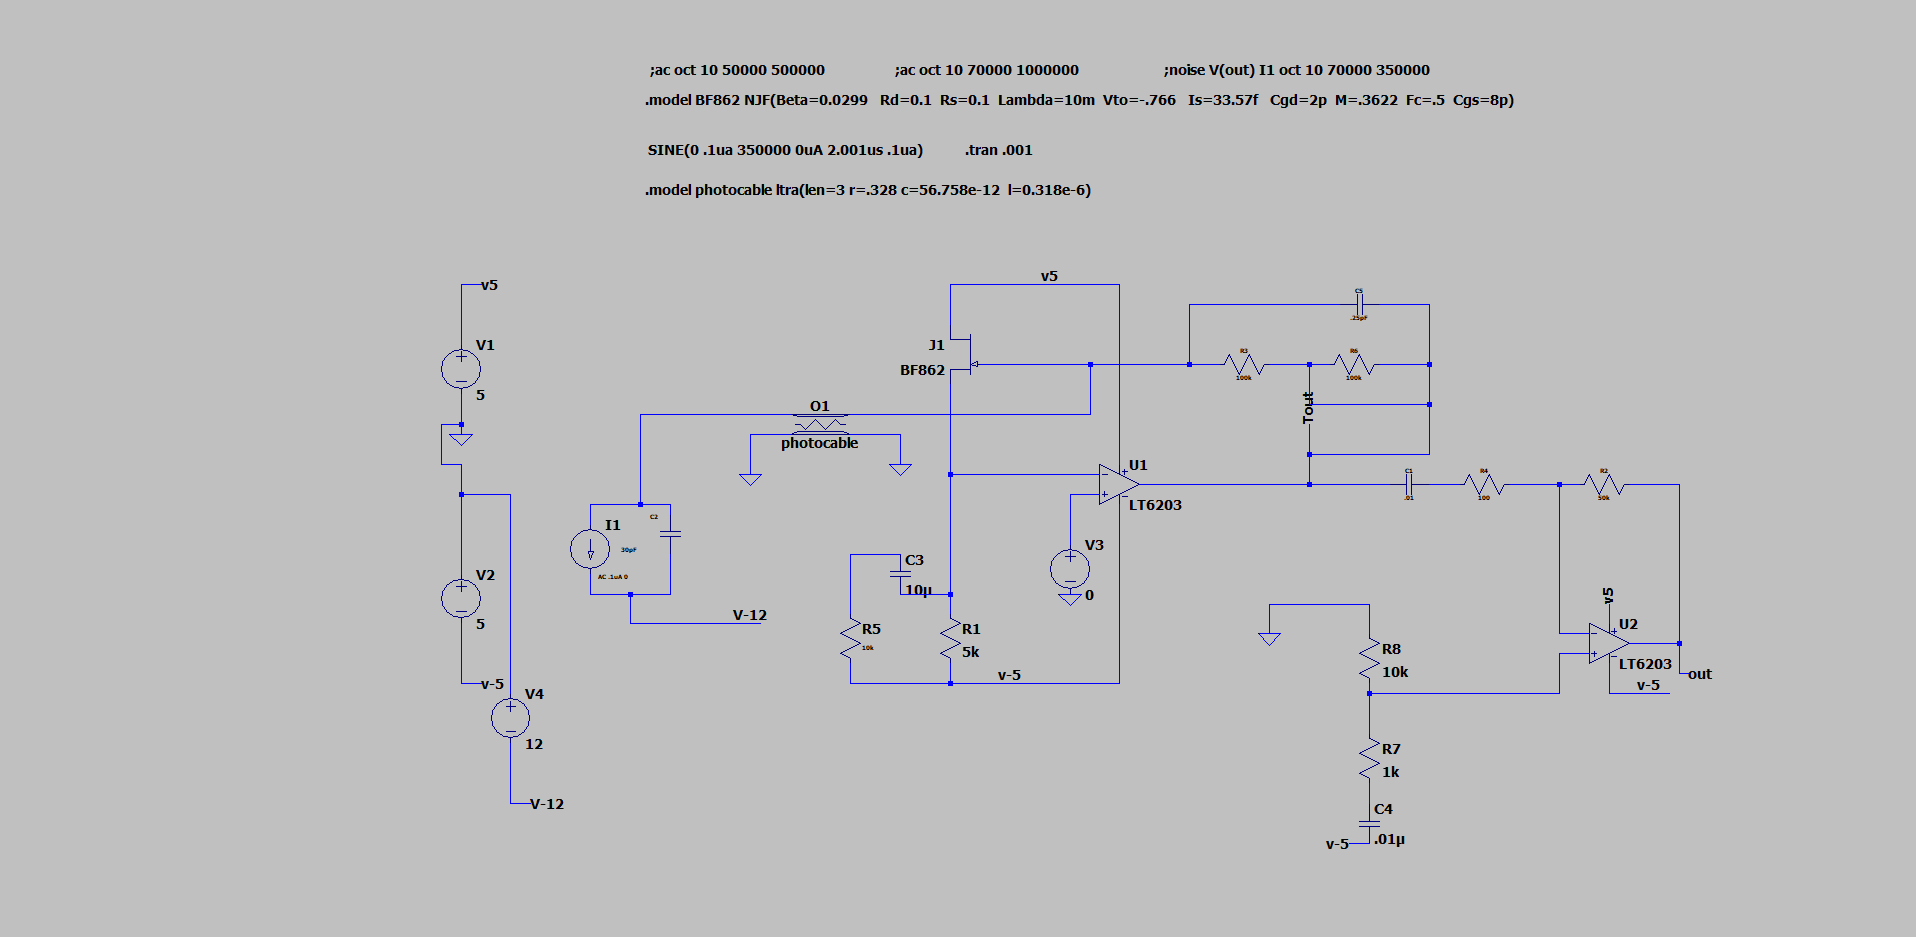 ;ac oct 10 50000 500000 ;ac oct 10 70000 1000000 ;noise V(out) I1 oct 10 70000 350000
.model BF862 NJF(Beta=0.0299 Rd=0.1 Rs=0.1 Lambda=10m Vto=-.766 Is=33.57f Cgd=2p M=.3622 Fc=.5 Cgs=8p)
SINE(0 .1ua 350000 0uA 2.001us .1ua) .tran .001
.model photocable ltra(len=3 r=.328 c=56.758e-12 l=0.318e-6)
v5
V1
5
V2
5
v-5
V4
12
V-12
I1
AC .1uA 0
C2
30pF
V-12
O1
photocable
v5
J1
BF862
C3
10µ
R5
10k
R1
5k
v-5
U1
LT6203
V3
0
C5
.25pF
R3
100k
R6
100k
Tout
C1
.01
R4
100
R2
50k
R8
10k
R7
1k
C4
.01µ
v-5
v5
U2
LT6203
v-5
out